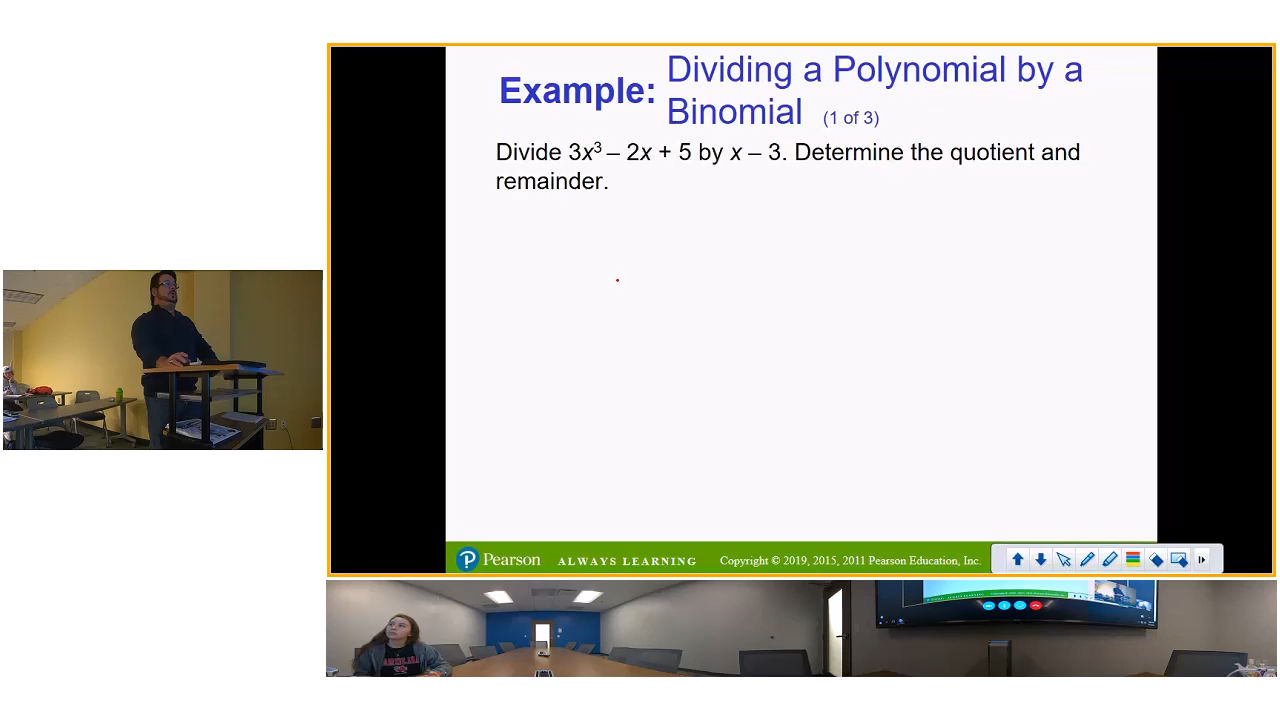 Example:
Dividing a Polynomial by a
Binomial (1 of 3)
Divide 3x³ – 2x + 5 by x – 3. Determine the quotient and
remainder.
P Pearson ALWAYS LEARNING Copyright © 2019, 2015, 2011 Pearson Education, Inc.